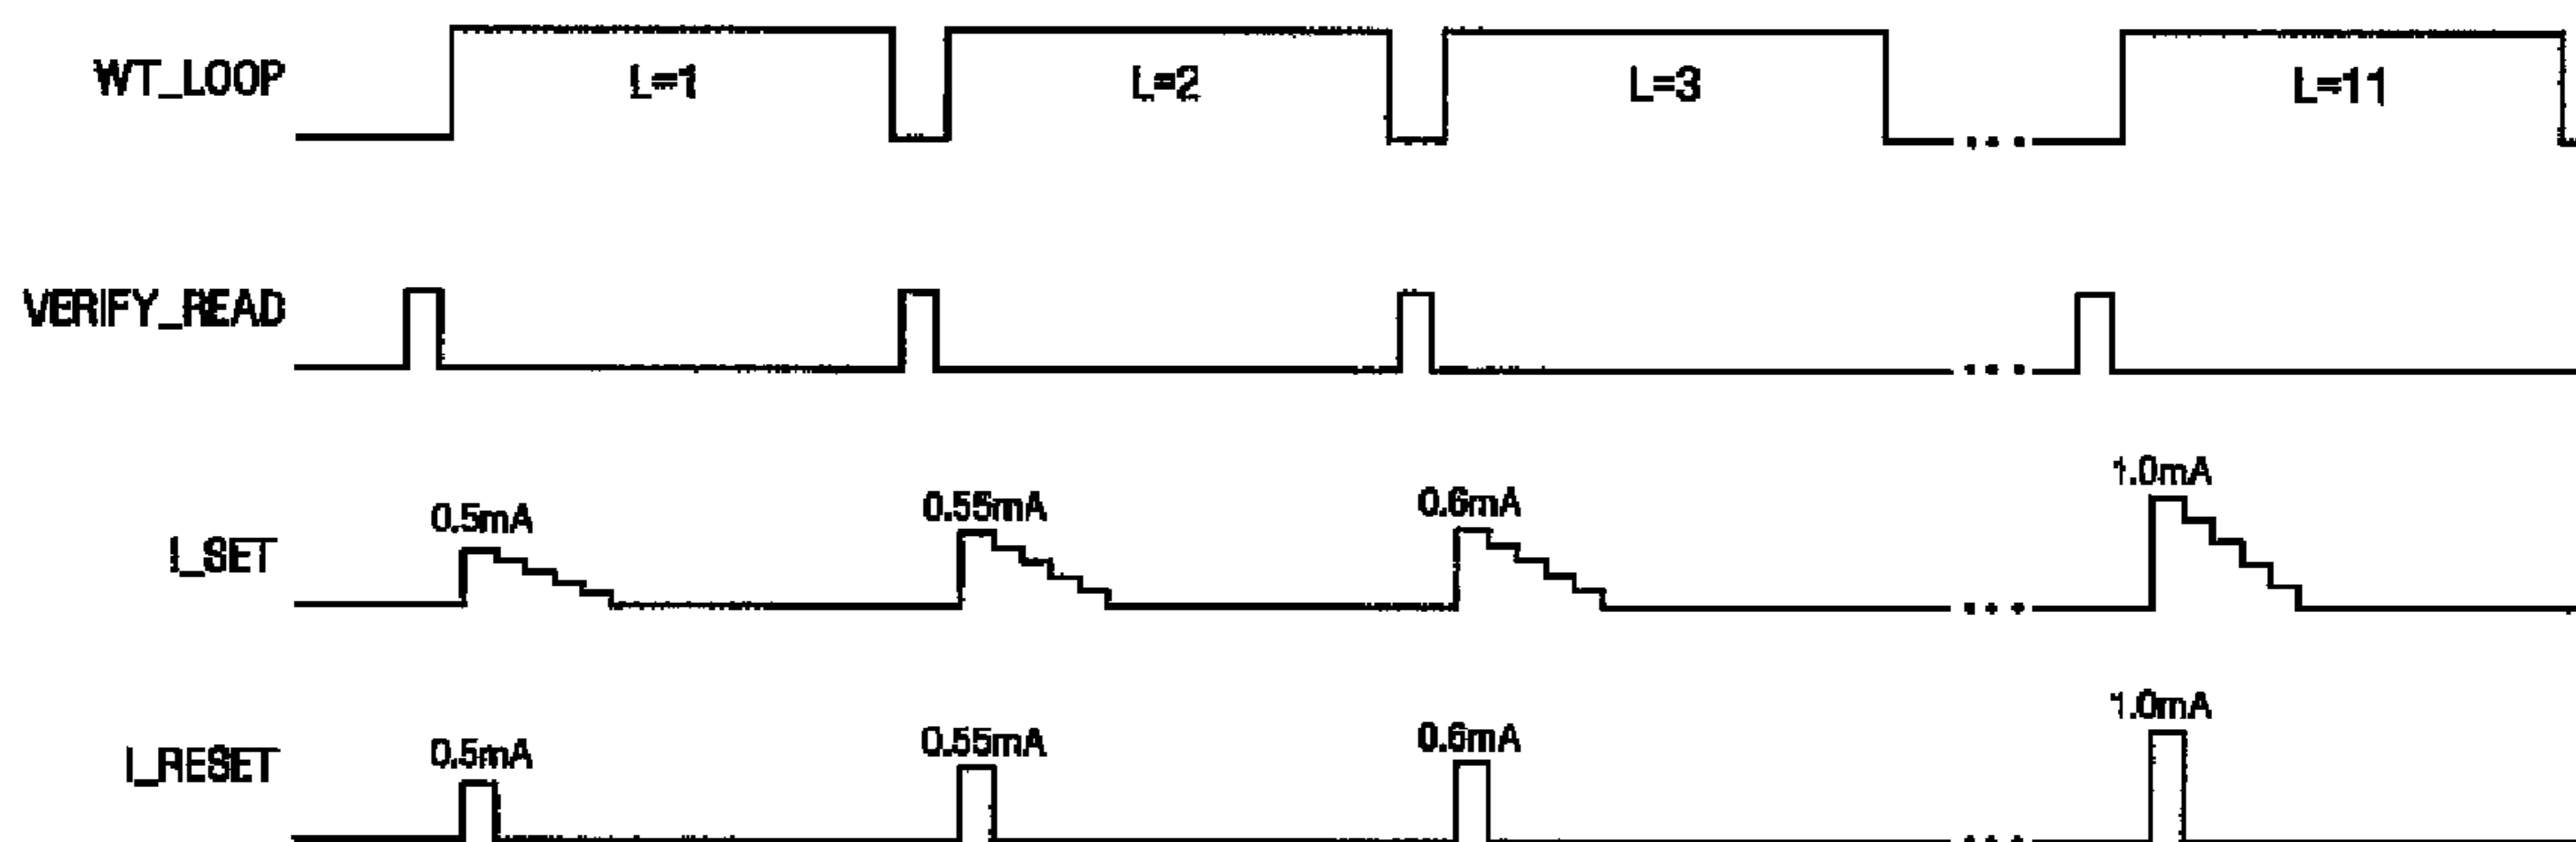 WT_LOOP L=1 L=2 L=3 ... L=11
VERIFY_READ ...
I_SET 0.5mA 0.55mA 0.6mA ... 1.0mA
I_RESET 0.5mA 0.55mA 0.6mA ... 1.0mA